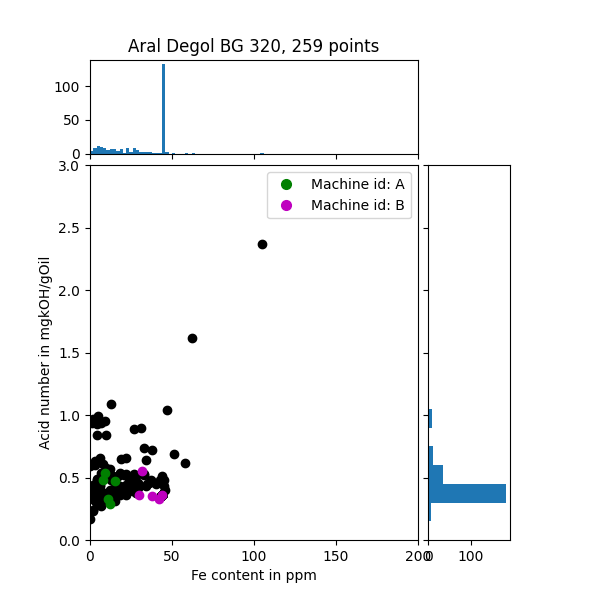 Aral Degol BG 320, 259 points
100
50
0
3.0
2.5
2.0
1.5
1.0
0.5
0.0
Acid number in mgkOH/gOil
Machine id: A
Machine id: B
0 50 100 150 200
0 100
Fe content in ppm